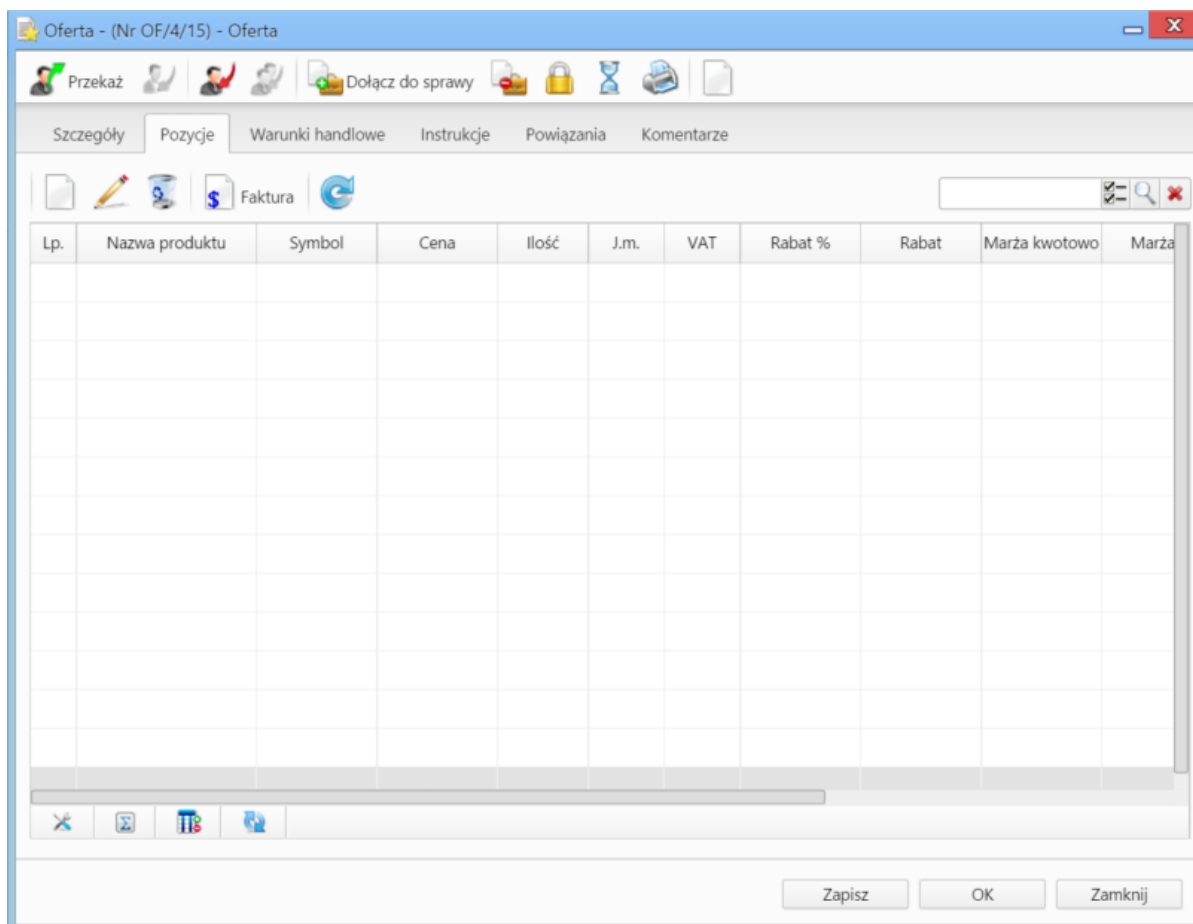 Oferta - (Nr OF/4/15) - Oferta
Przekaż Dołącz do sprawy
Szczegóły Pozycje Warunki handlowe Instrukcje Powiązania Komentarze
Faktura
Lp. Nazwa produktu Symbol Cena Ilość J.m. VAT Rabat % Rabat Marża kwotowo Marża
Zapisz OK Zamknij